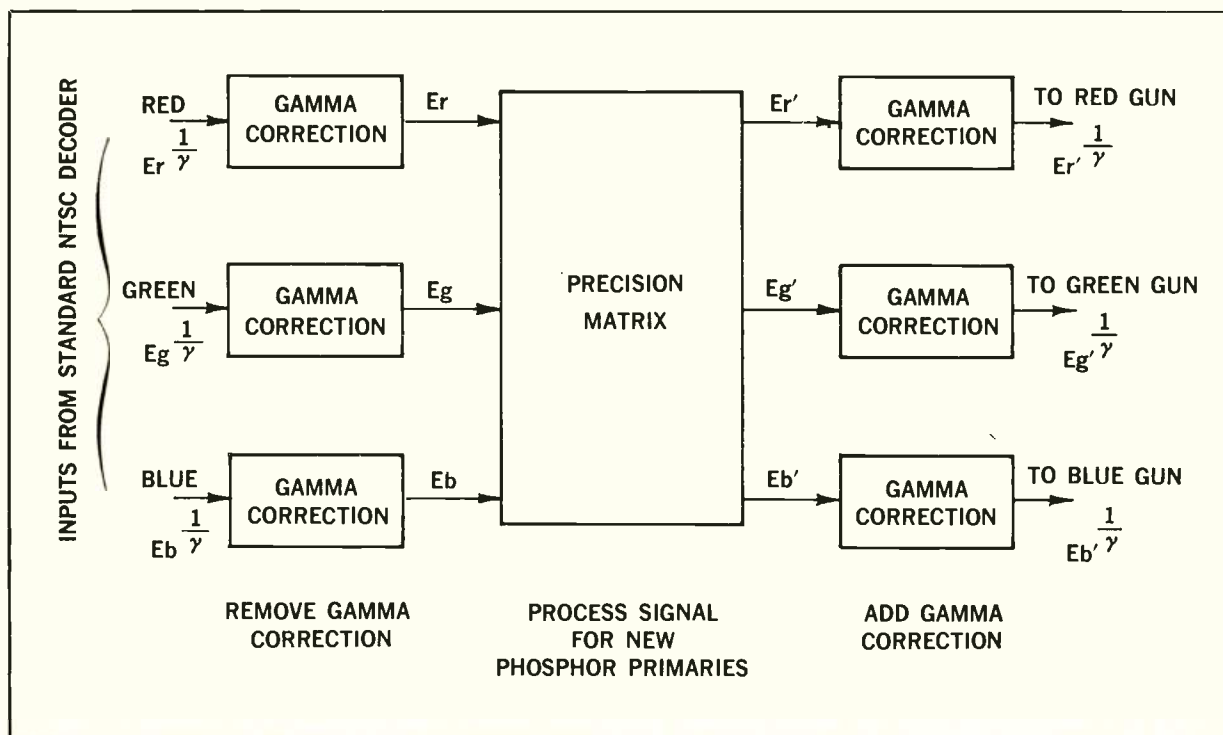 INPUTS FROM STANDARD NTSC DECODER
RED
Er 1/γ
GAMMA
CORRECTION
Er
GREEN
Eg 1/γ
GAMMA
CORRECTION
Eg
BLUE
Eb 1/γ
GAMMA
CORRECTION
Eb
PRECISION
MATRIX
Er′
GAMMA
CORRECTION
TO RED GUN
Er′ 1/γ
Eg′
GAMMA
CORRECTION
TO GREEN GUN
Eg′ 1/γ
Eb′
GAMMA
CORRECTION
TO BLUE GUN
Eb′ 1/γ
REMOVE GAMMA
CORRECTION
PROCESS SIGNAL
FOR NEW
PHOSPHOR PRIMARIES
ADD GAMMA
CORRECTION